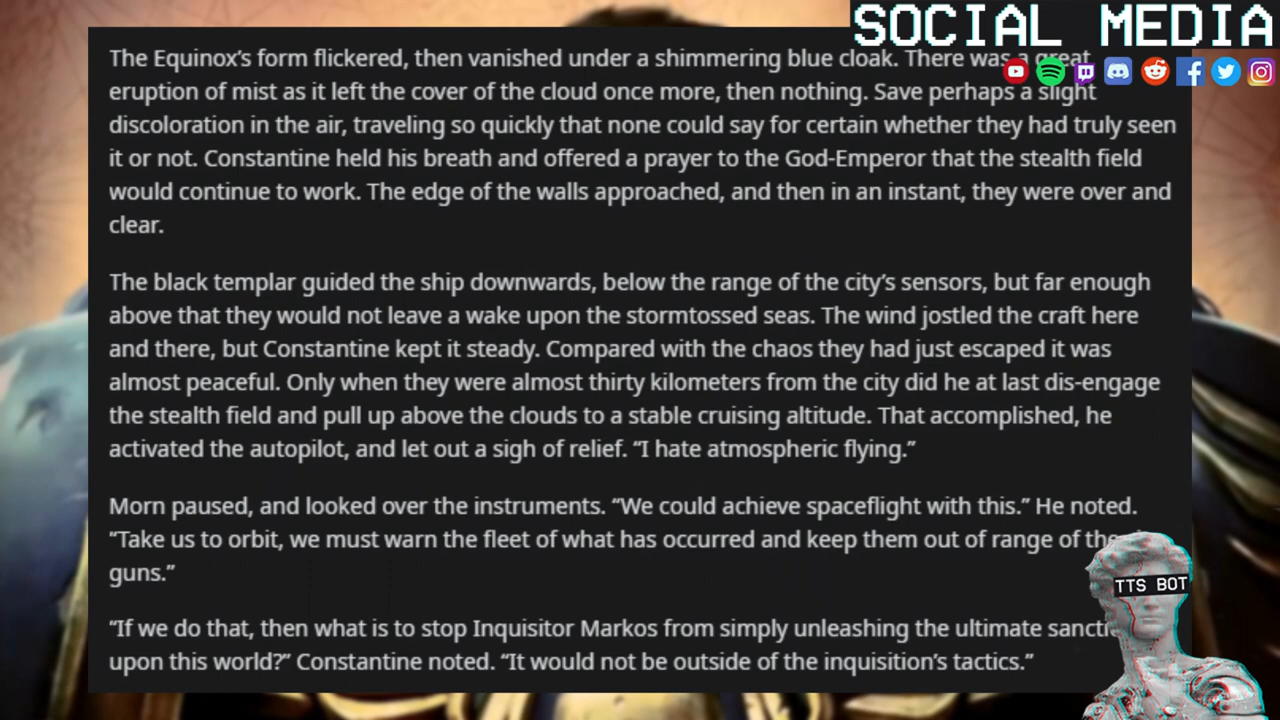 SOCIAL MEDIA
The Equinox’s form flickered, then vanished under a shimmering blue cloak. There was a great
eruption of mist as it left the cover of the cloud once more, then nothing. Save perhaps a slight
discoloration in the air, traveling so quickly that none could say for certain whether they had truly seen
it or not. Constantine held his breath and offered a prayer to the God-Emperor that the stealth field
would continue to work. The edge of the walls approached, and then in an instant, they were over and
clear.
The black templar guided the ship downwards, below the range of the city’s sensors, but far enough
above that they would not leave a wake upon the stormtossed seas. The wind jostled the craft here
and there, but Constantine kept it steady. Compared with the chaos they had just escaped it was
almost peaceful. Only when they were almost thirty kilometers from the city did he at last dis-engage
the stealth field and pull up above the clouds to a stable cruising altitude. That accomplished, he
activated the autopilot, and let out a sigh of relief. “I hate atmospheric flying.”
Morn paused, and looked over the instruments. “We could achieve spaceflight with this.” He noted.
“Take us to orbit, we must warn the fleet of what has occurred and keep them out of range of the
guns.”
“If we do that, then what is to stop Inquisitor Markos from simply unleashing the ultimate
upon this world?” Constantine noted. “It would not be outside of the inquisition’s tactics.”
TTS BOT